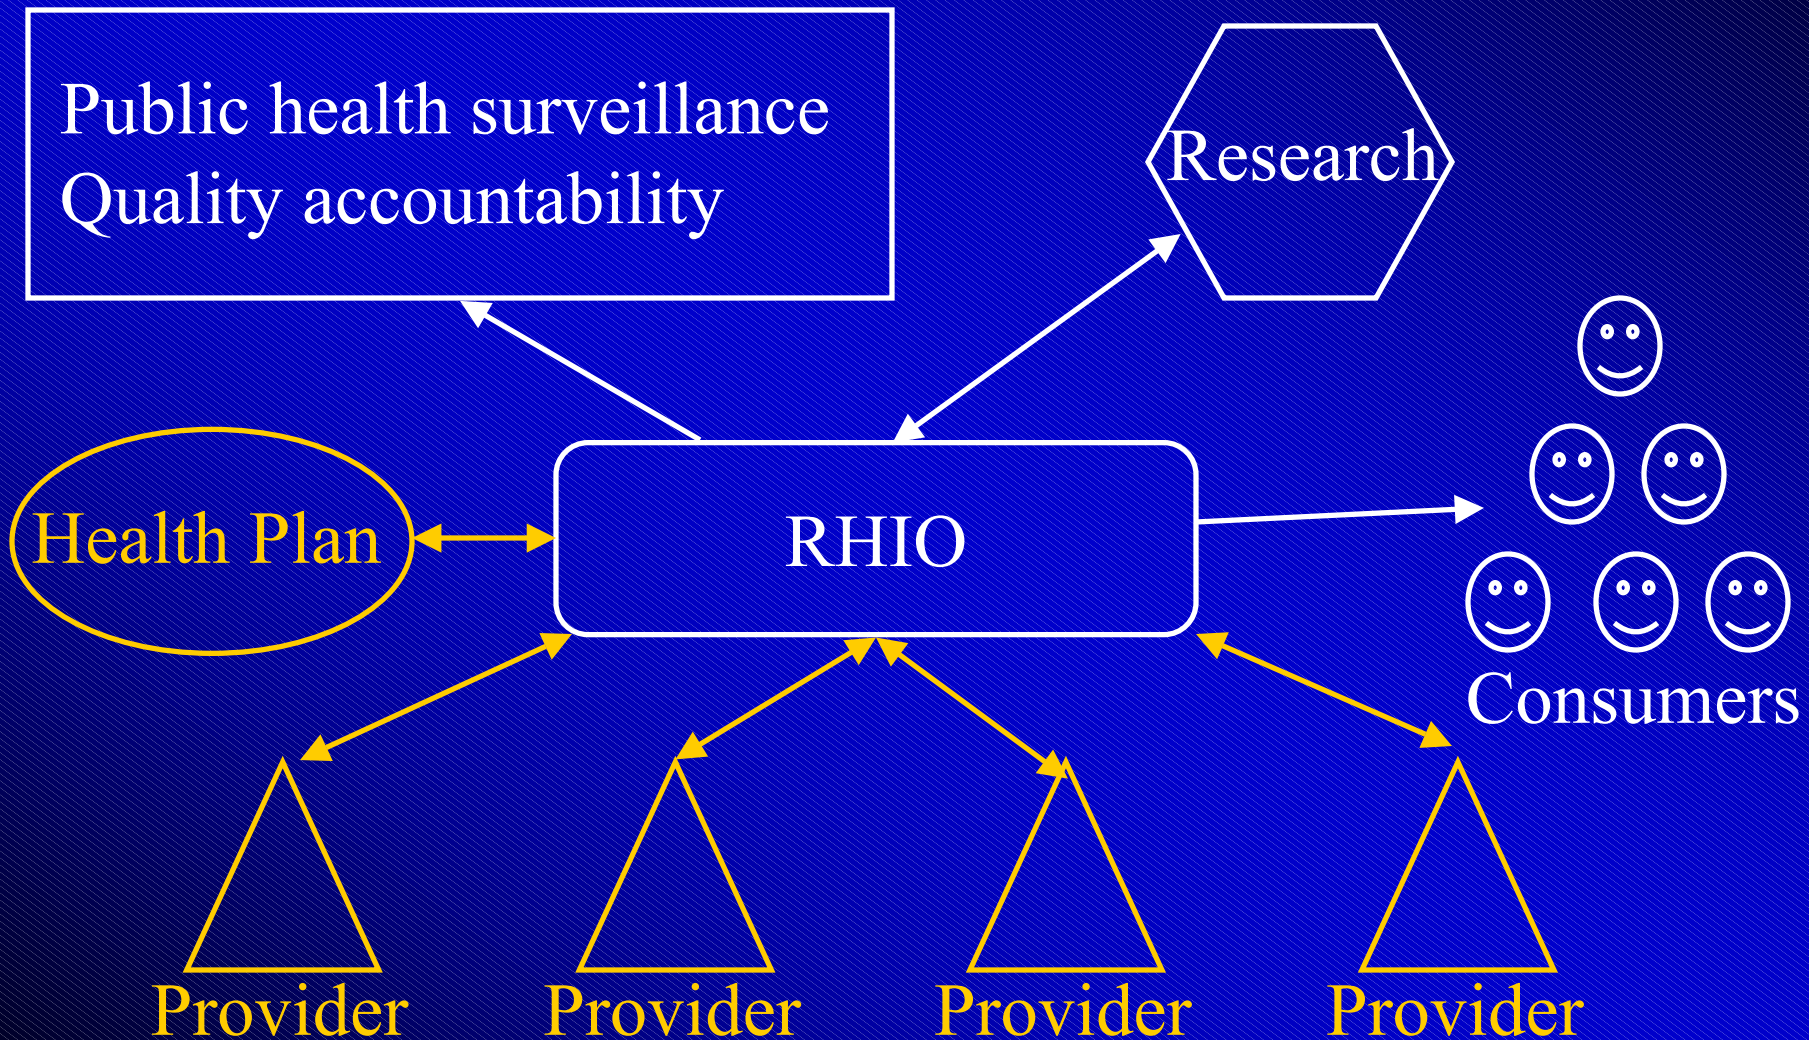 Public health surveillance
Quality accountability
Research
Health Plan
RHIO
Consumers
Provider
Provider
Provider
Provider